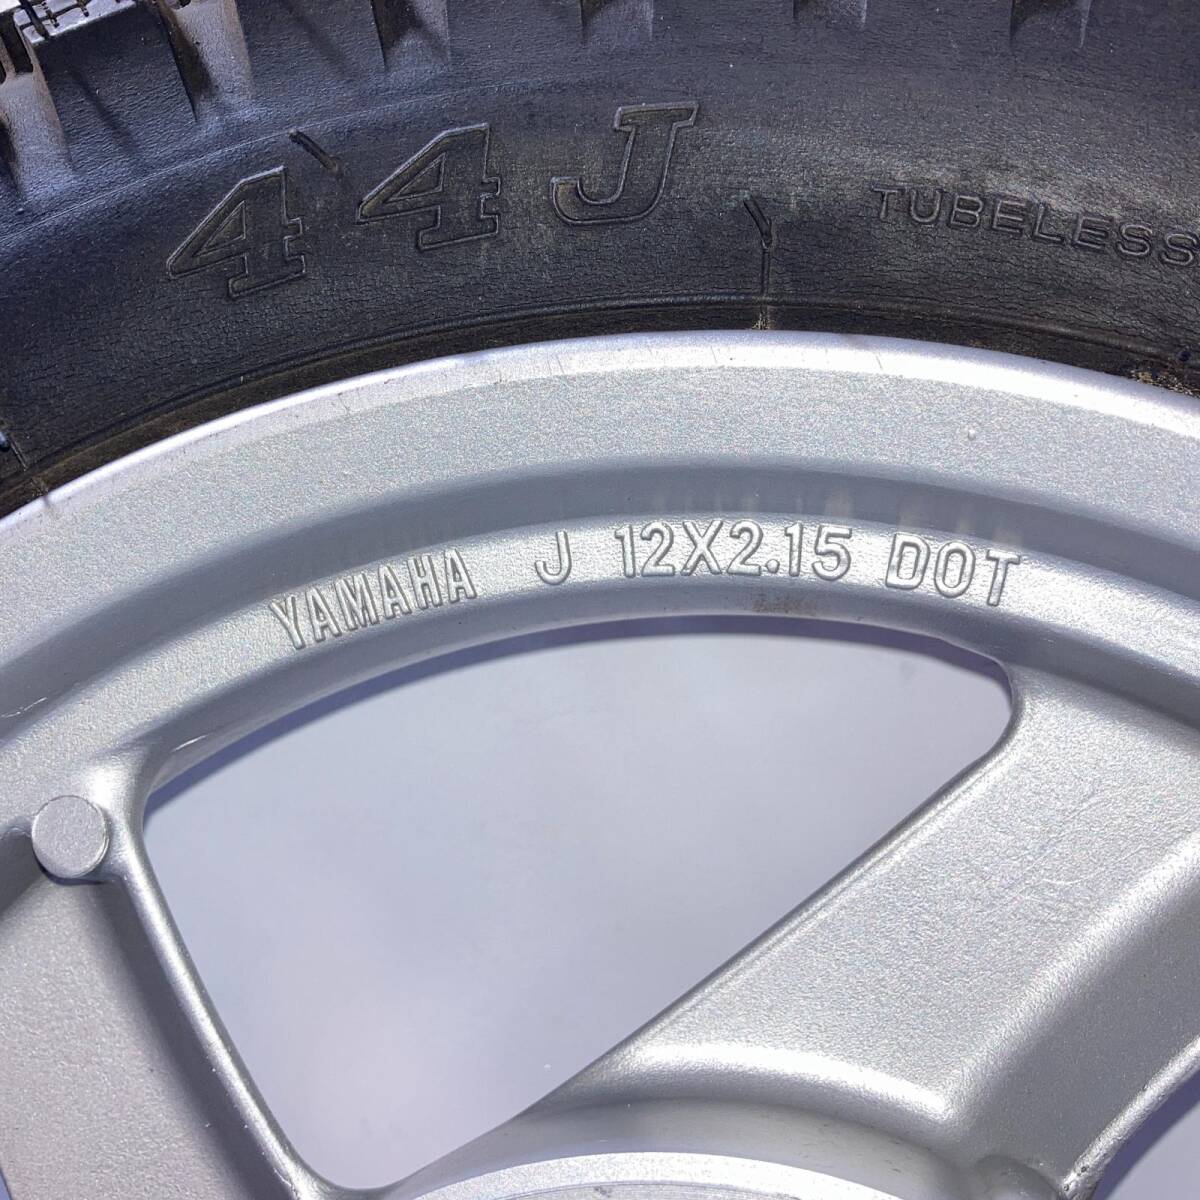 44J
TUBELESS
YAMAHA J 12X2.15 DOT